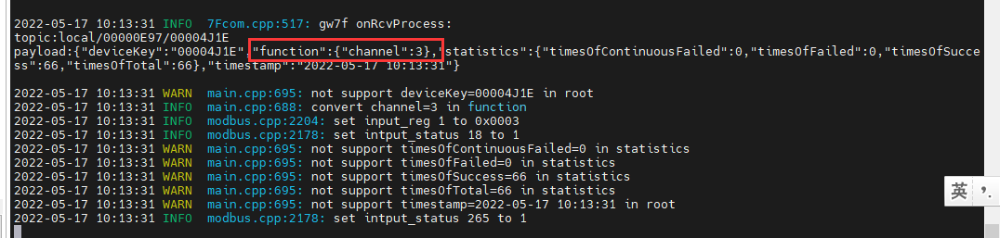 2022-05-17 10:13:31 INFO  7Fcom.cpp:517: gw7f onRcvProcess:
topic:local/00000E97/00004J1E
payload:{"deviceKey":"00004J1E","function":{"channel":3},"statistics":{"timesOfContinuousFailed":0,"timesOfFailed":0,"timesOfSucce
ss":66,"timesOfTotal":66},"timestamp":"2022-05-17 10:13:31"}
2022-05-17 10:13:31 WARN  main.cpp:695: not support deviceKey=00004J1E in root
2022-05-17 10:13:31 INFO  main.cpp:688: convert channel=3 in function
2022-05-17 10:13:31 INFO  modbus.cpp:2204: set input_reg 1 to 0x0003
2022-05-17 10:13:31 INFO  modbus.cpp:2178: set intput_status 18 to 1
2022-05-17 10:13:31 WARN  main.cpp:695: not support timesOfContinuousFailed=0 in statistics
2022-05-17 10:13:31 WARN  main.cpp:695: not support timesOfFailed=0 in statistics
2022-05-17 10:13:31 WARN  main.cpp:695: not support timesOfSuccess=66 in statistics
2022-05-17 10:13:31 WARN  main.cpp:695: not support timesOfTotal=66 in statistics
2022-05-17 10:13:31 WARN  main.cpp:695: not support timestamp=2022-05-17 10:13:31 in root
2022-05-17 10:13:31 INFO  modbus.cpp:2178: set intput_status 265 to 1
英 ’.